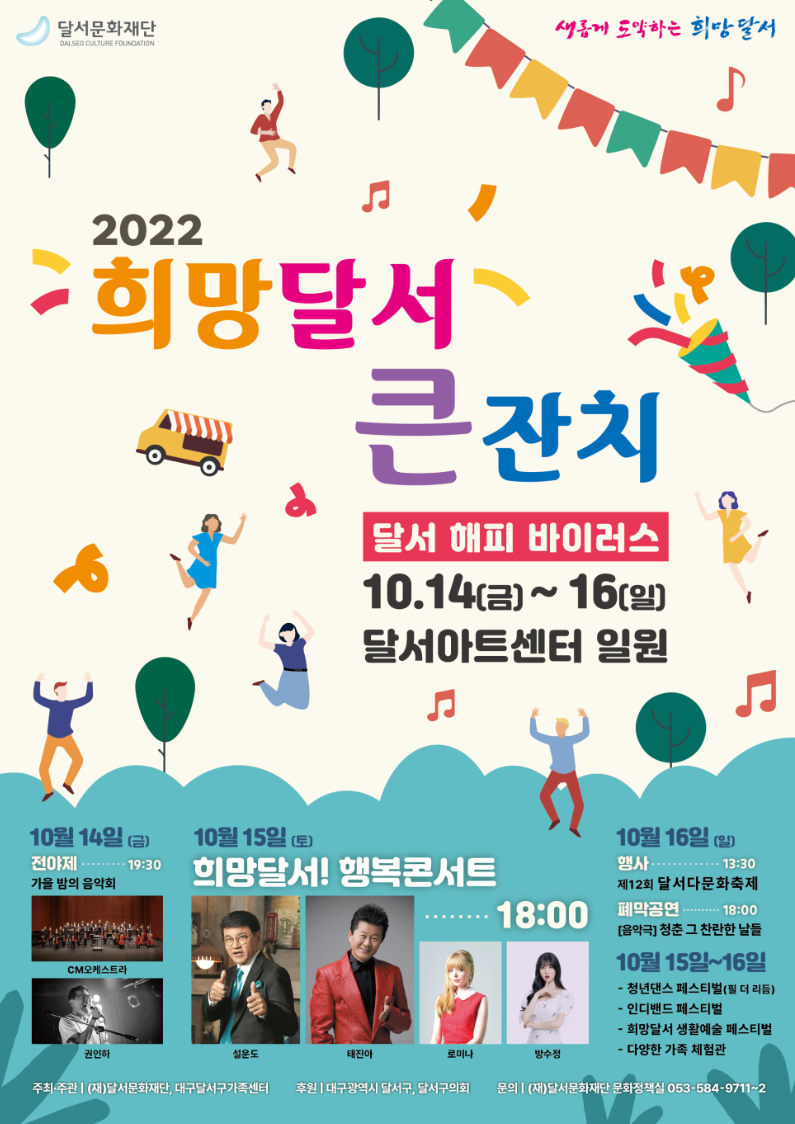 달서문화재단
DALSEO CULTURE FOUNDATION
새롭게 도약하는 희망달서
2022
희망달서
큰잔치
달서 해피 바이러스
10.14(금) ~ 16(일)
달서아트센터 일원
10월 14일 (금)
전야제 ········ 19:30
가을 밤의 음악회
CM오케스트라
권인하
10월 15일 (토)
희망달서! 행복콘서트
········ 18:00
설운도
태진아
로미나
방수정
10월 16일 (일)
행사 ············· 13:30
제12회 달서다문화축제
폐막공연 ········· 18:00
[음악극] 청춘 그 찬란한 날들
10월 15일~16일
- 청년댄스 페스티벌(필 더 리듬)
- 인디밴드 페스티벌
- 희망달서 생활예술 페스티벌
- 다양한 가족 체험관
주최·주관 | (재)달서문화재단, 대구달서구가족센터 후원 | 대구광역시 달서구, 달서구의회 문의 | (재)달서문화재단 문화정책실 053-584-9711~2